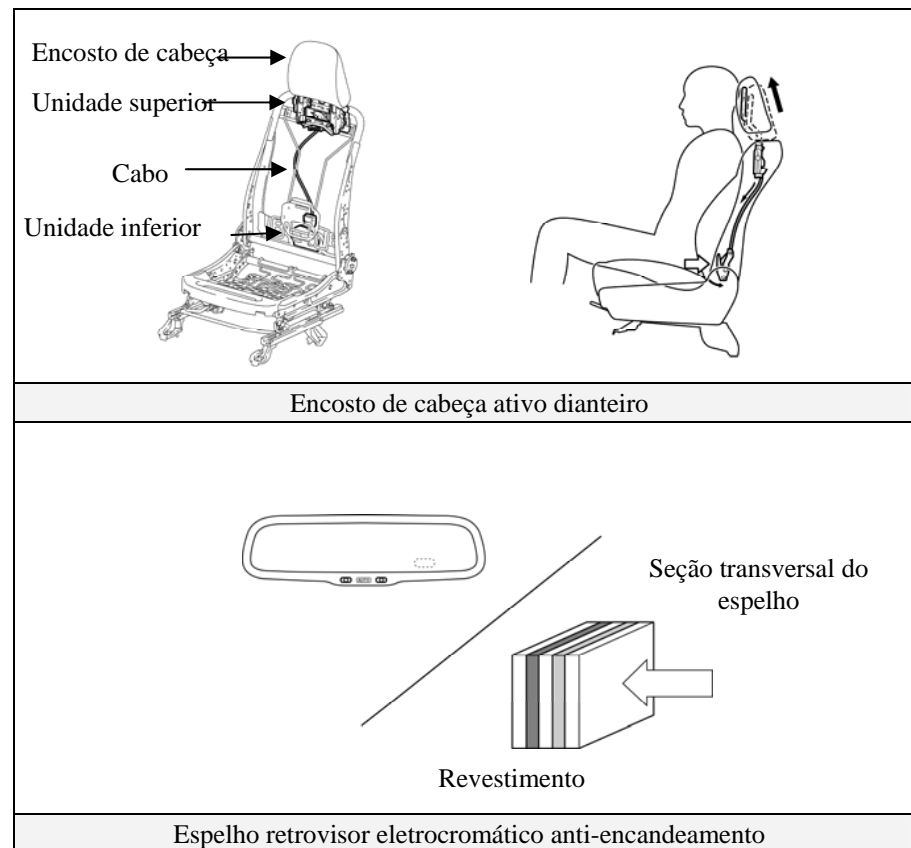 Encosto de cabeça
Unidade superior
Cabo
Unidade inferior
Encosto de cabeça ativo dianteiro
AUTO
Seção transversal do
espelho
Revestimento
Espelho retrovisor eletrocromático anti-encandeamento